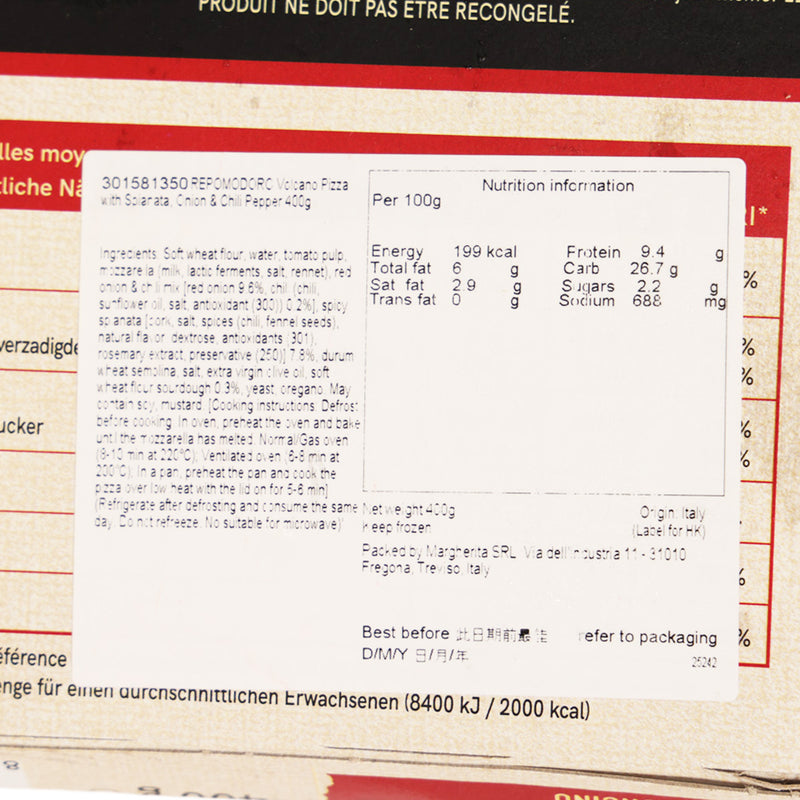 PRODUIT NE DOIT PAS ÊTRE RECONGELÉ.
lles moy
tliche Nä
RI*
301581350 REPOMODORO Volcano Pizza
with Spianata, Onion & Chili Pepper 400g
Ingredients: Soft wheat flour, water, tomato pulp,
mozzarella (milk, lactic ferments, salt, rennet), red
onion & chili mix [red onion 9.6%, chili (chili,
sunflower oil, salt, antioxidant (300)) 0.2%], spicy
spianata [pork, salt, spices (chili, fennel seeds),
natural flavor, dextrose, antioxidants (301),
rosemary extract, preservative (250)] 7.8%, durum
wheat semolina, salt, extra virgin olive oil, soft
wheat flour sourdough 0.3%, yeast, oregano. May
contain soy, mustard. [Cooking instructions: Defrost
before cooking. In oven, preheat the oven and bake
until the mozzarella has melted. Normal/Gas oven
(8-10 min at 220°C); Ventilated oven (6-8 min at
200°C). In a pan, preheat the pan and cook the
pizza over low heat with the lid on for 5-6 min]
(Refrigerate after defrosting and consume the same
day. Do not refreeze. No suitable for microwave)
Nutrition information
Per 100g
Energy 199 kcal Protein 9.4 g
Total fat 6 g Carb 26.7 g
Sat fat 2.9 g Sugars 2.2 g
Trans fat 0 g Sodium 688 mg
Net weight 400g Origin: Italy
Keep frozen (Label for HK)
Packed by Margherita SRL Via dell'industria 11 - 31010
Fregona, Treviso, Italy
Best before 此日期前最佳 refer to packaging
D/M/Y 日/月/年
25242
verzadigde
ucker
%
%
%
%
%
%
%
éférence
enge für einen durchschnittlichen Erwachsenen (8400 kJ / 2000 kcal)